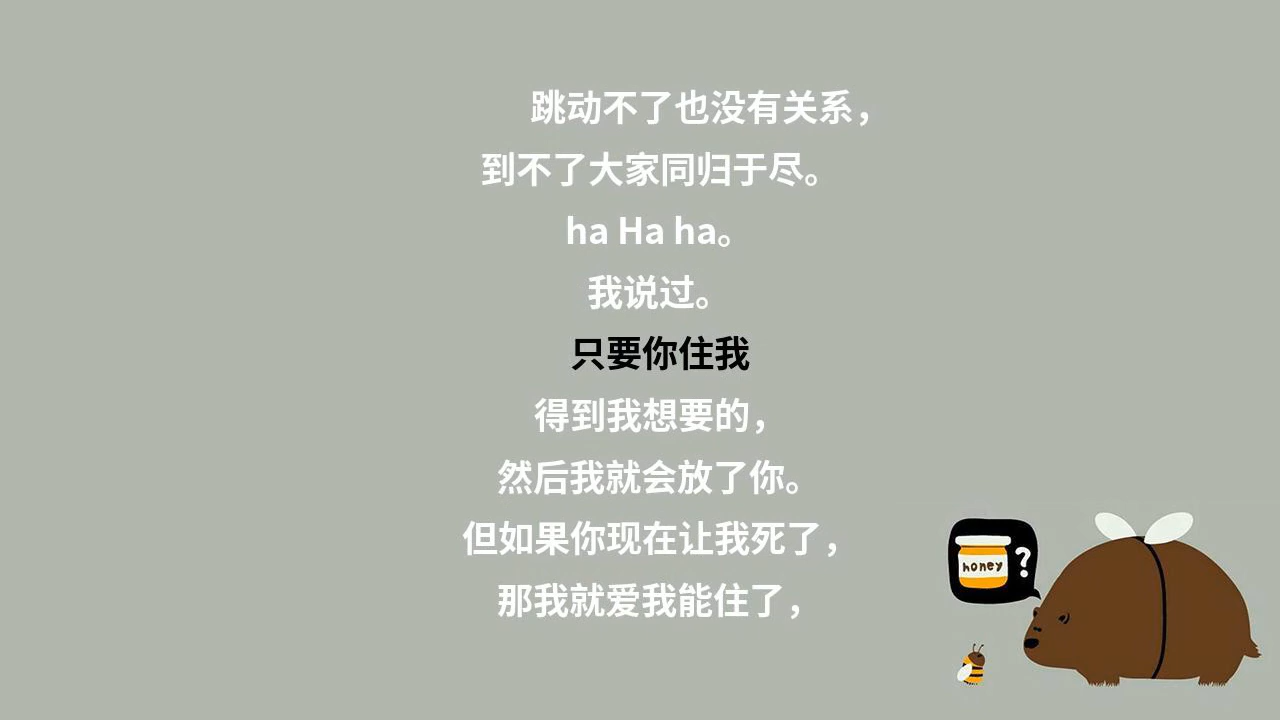 跳动不了也没有关系，
到不了大家同归于尽。
ha Ha ha。
我说过。
只要你住我
得到我想要的，
然后我就会放了你。
但如果你现在让我死了，
那我就爱我能住了，
honey
?